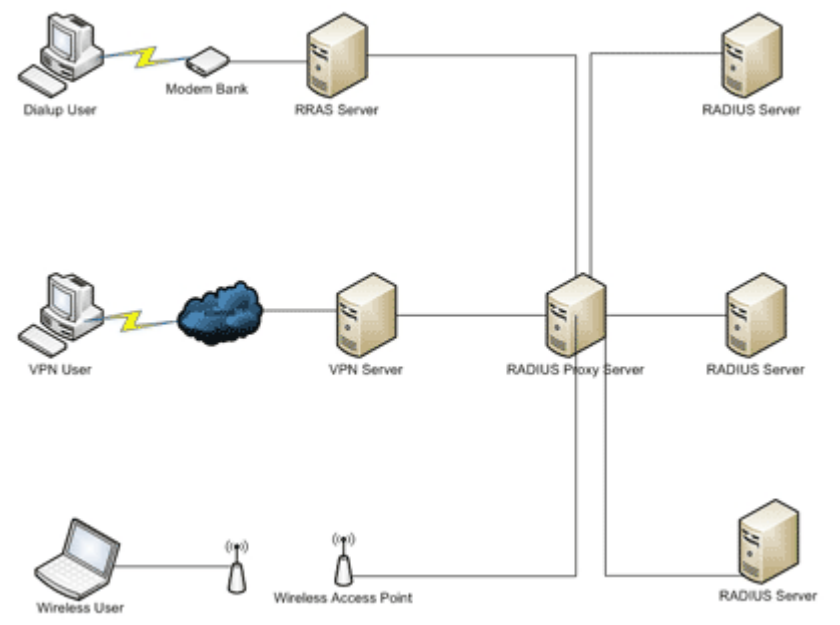 Dialup User
Modem Bank
RRAS Server
RADIUS Server
VPN User
VPN Server
RADIUS Proxy Server
RADIUS Server
Wireless User
Wireless Access Point
RADIUS Server